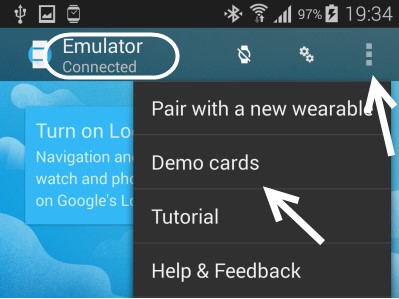 97% 19:34
Emulator
Connected
Pair with a new wearable
Turn on Lo
Demo cards
Navigation an
watch and pho
on Google's Lo
Tutorial
Help & Feedback